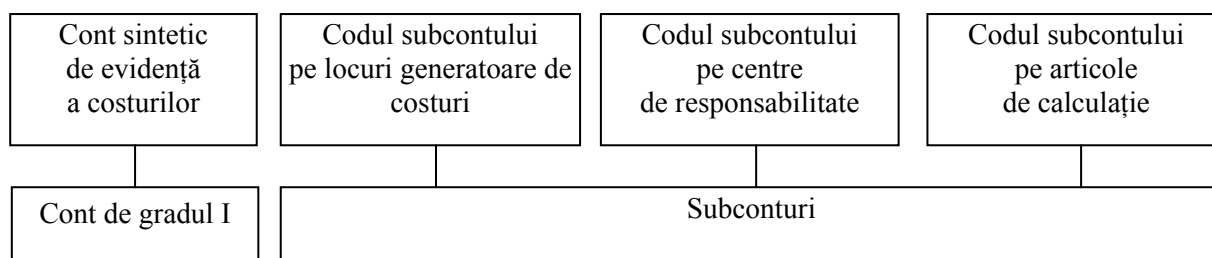 Cont sintetic
de evidență
a costurilor
Codul subcontului
pe locuri generatoare de
costuri
Codul subcontului
pe centre
de responsabilitate
Codul subcontului
pe articole
de calculație
Cont de gradul I
Subconturi